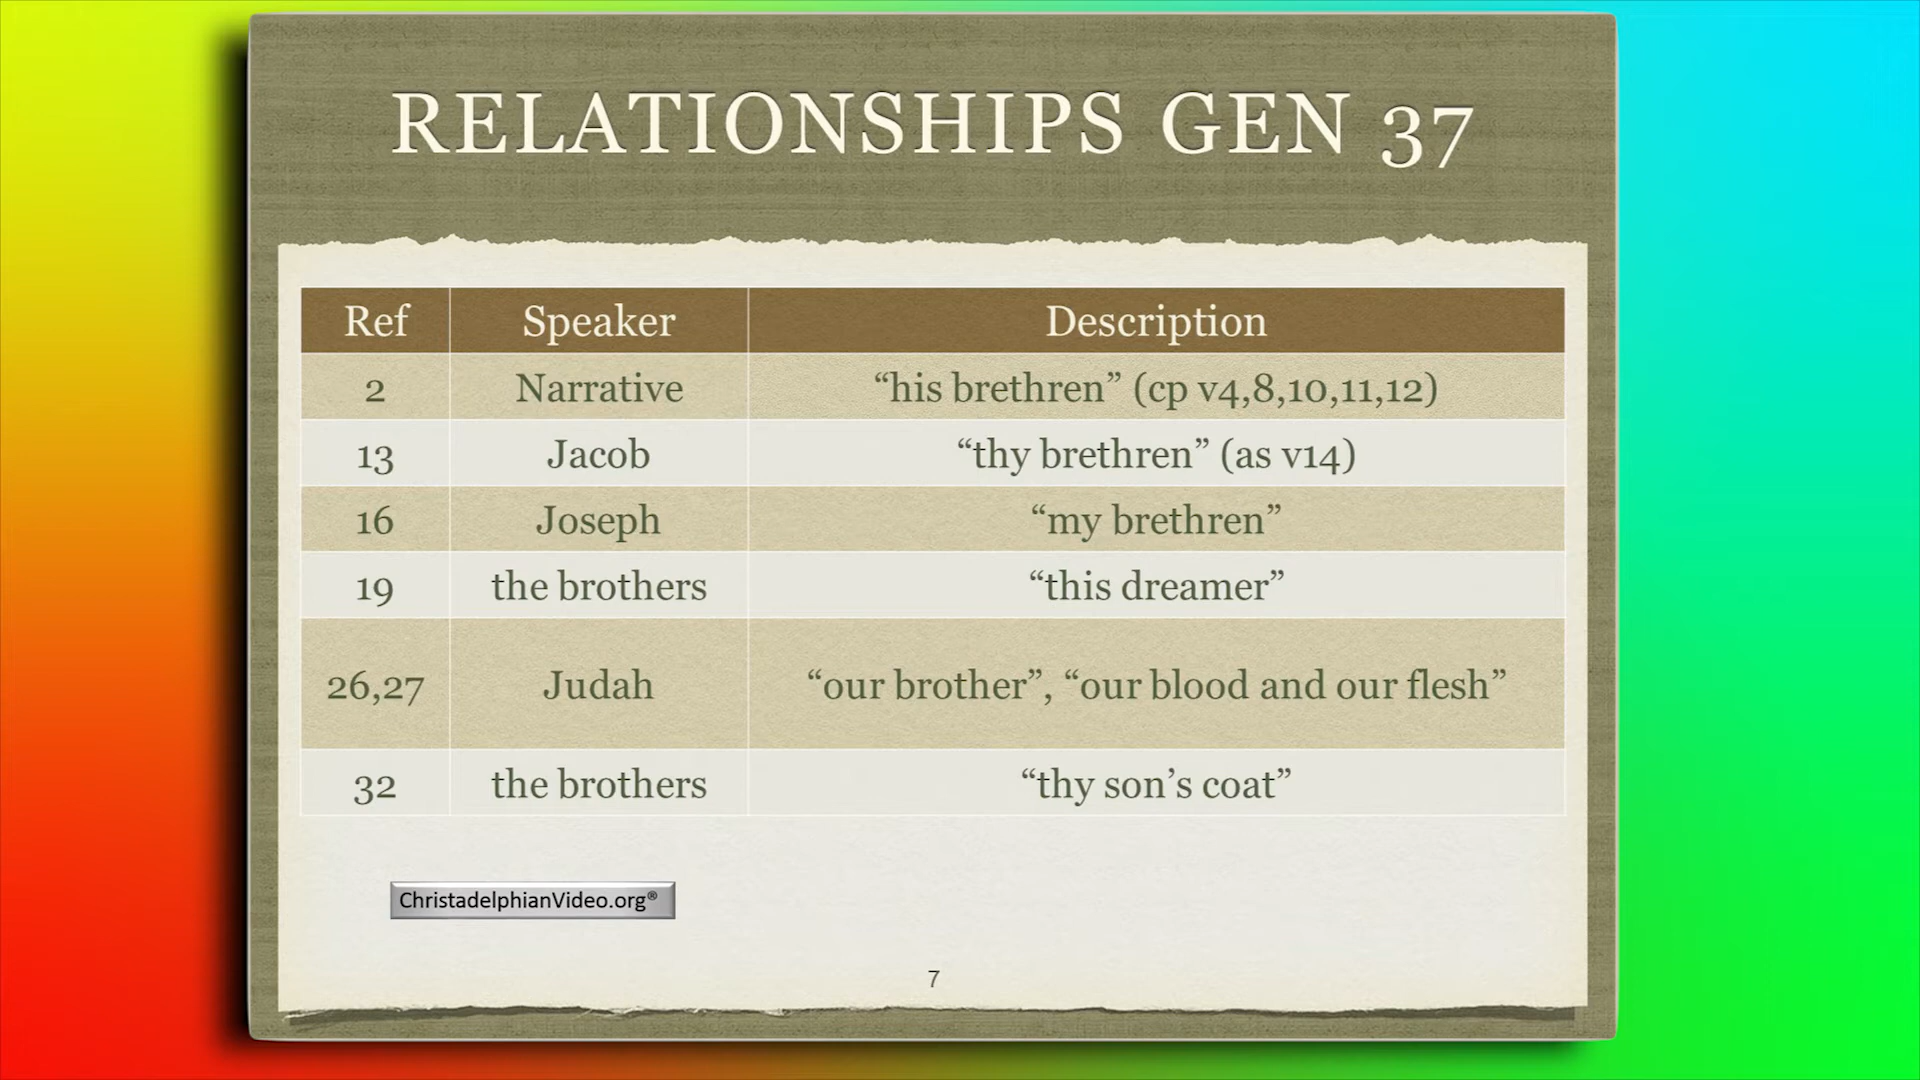 RELATIONSHIPS GEN 37
Ref Speaker Description
2 Narrative “his brethren” (cp v4,8,10,11,12)
13 Jacob “thy brethren” (as v14)
16 Joseph “my brethren”
19 the brothers “this dreamer”
26,27 Judah “our brother”, “our blood and our flesh”
32 the brothers “thy son’s coat”
ChristadelphianVideo.org®
7